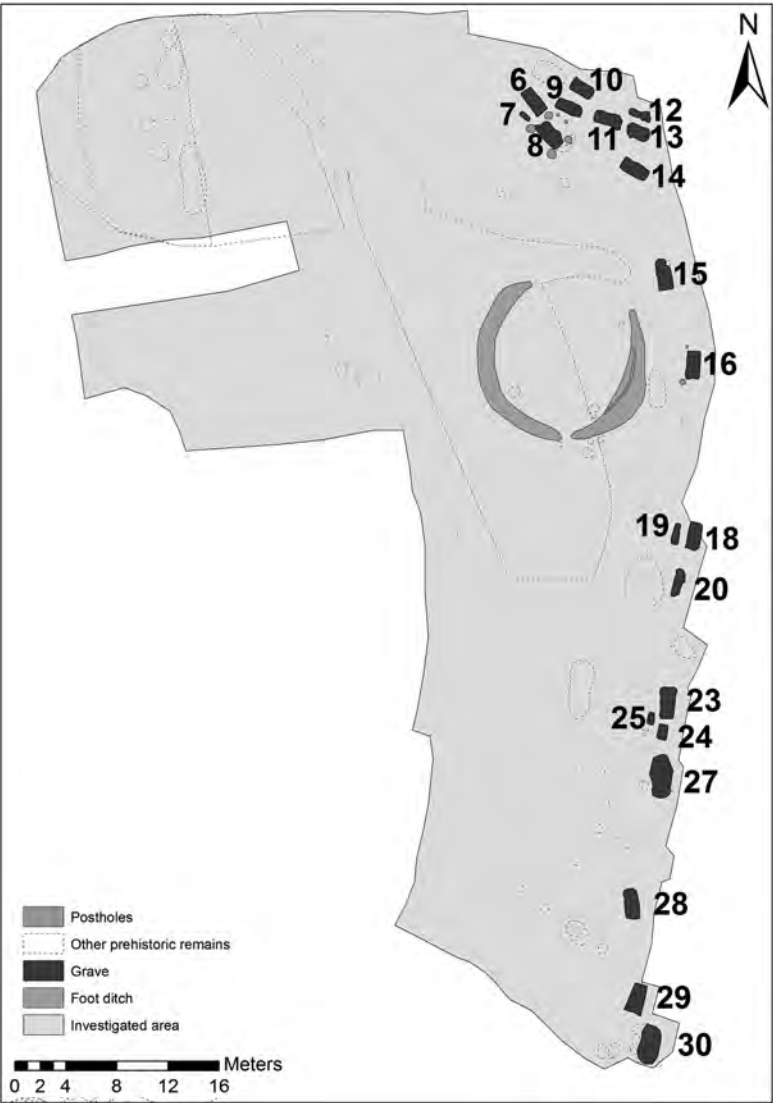 N
10
6 9
7
12
11
13
8
14
15
16
19 18
20
23
25
24
27
28
29
30
Postholes
Other prehistoric remains
Grave
Foot ditch
Investigated area
Meters
0 2 4 8 12 16